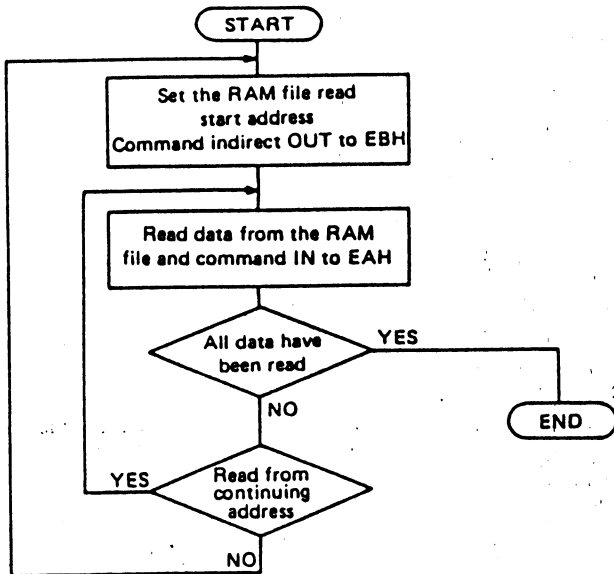 START
Set the RAM file read
start address
Command indirect OUT to EBH
Read data from the RAM
file and command IN to EAH
All data have
been read
YES
NO
END
Read from
continuing
address
YES
NO